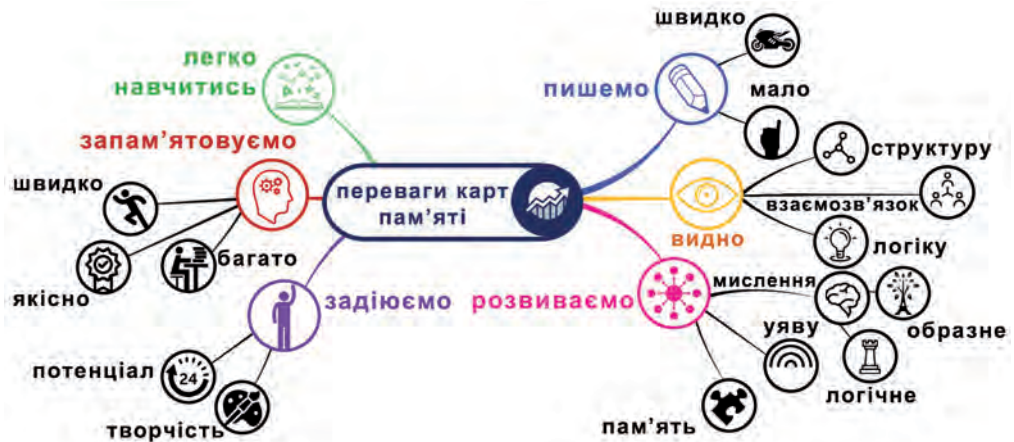 переваги карт
пам’яті
легко
навчитись
запам’ятовуємо
швидко
якісно
багато
задіюємо
потенціал
24
творчість
пишемо
швидко
мало
видно
структуру
взаємозв’язок
логіку
розвиваємо
мислення
образне
логічне
уяву
пам’ять